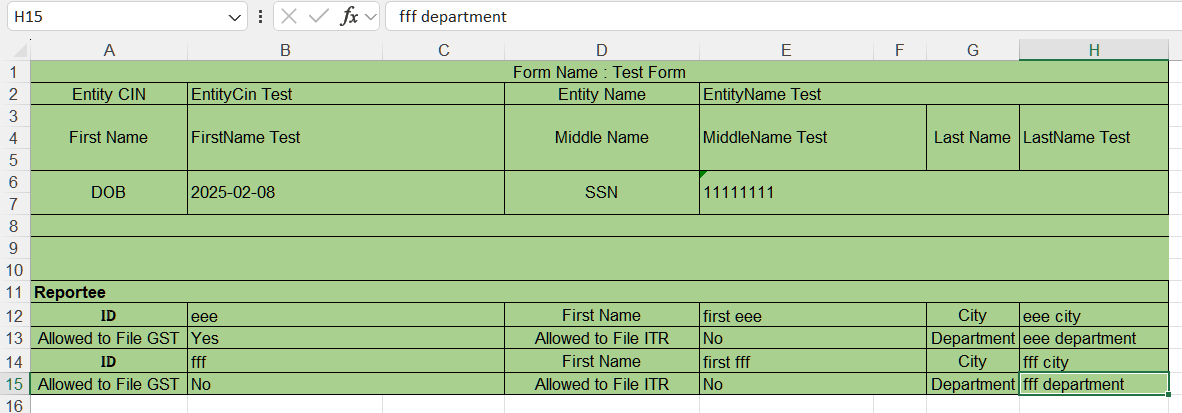 H15 fx fff department
A B C D E F G H
1 Form Name : Test Form
2 Entity CIN EntityCin Test Entity Name EntityName Test
3
4 First Name FirstName Test Middle Name MiddleName Test Last Name LastName Test
5
6
DOB 2025-02-08 SSN 11111111
7
8
9
10
11 Reportee
12 ID eee First Name first eee City eee city
13 Allowed to File GST Yes Allowed to File ITR No Department eee department
14 ID fff First Name first fff City fff city
15 Allowed to File GST No Allowed to File ITR No Department fff department
16